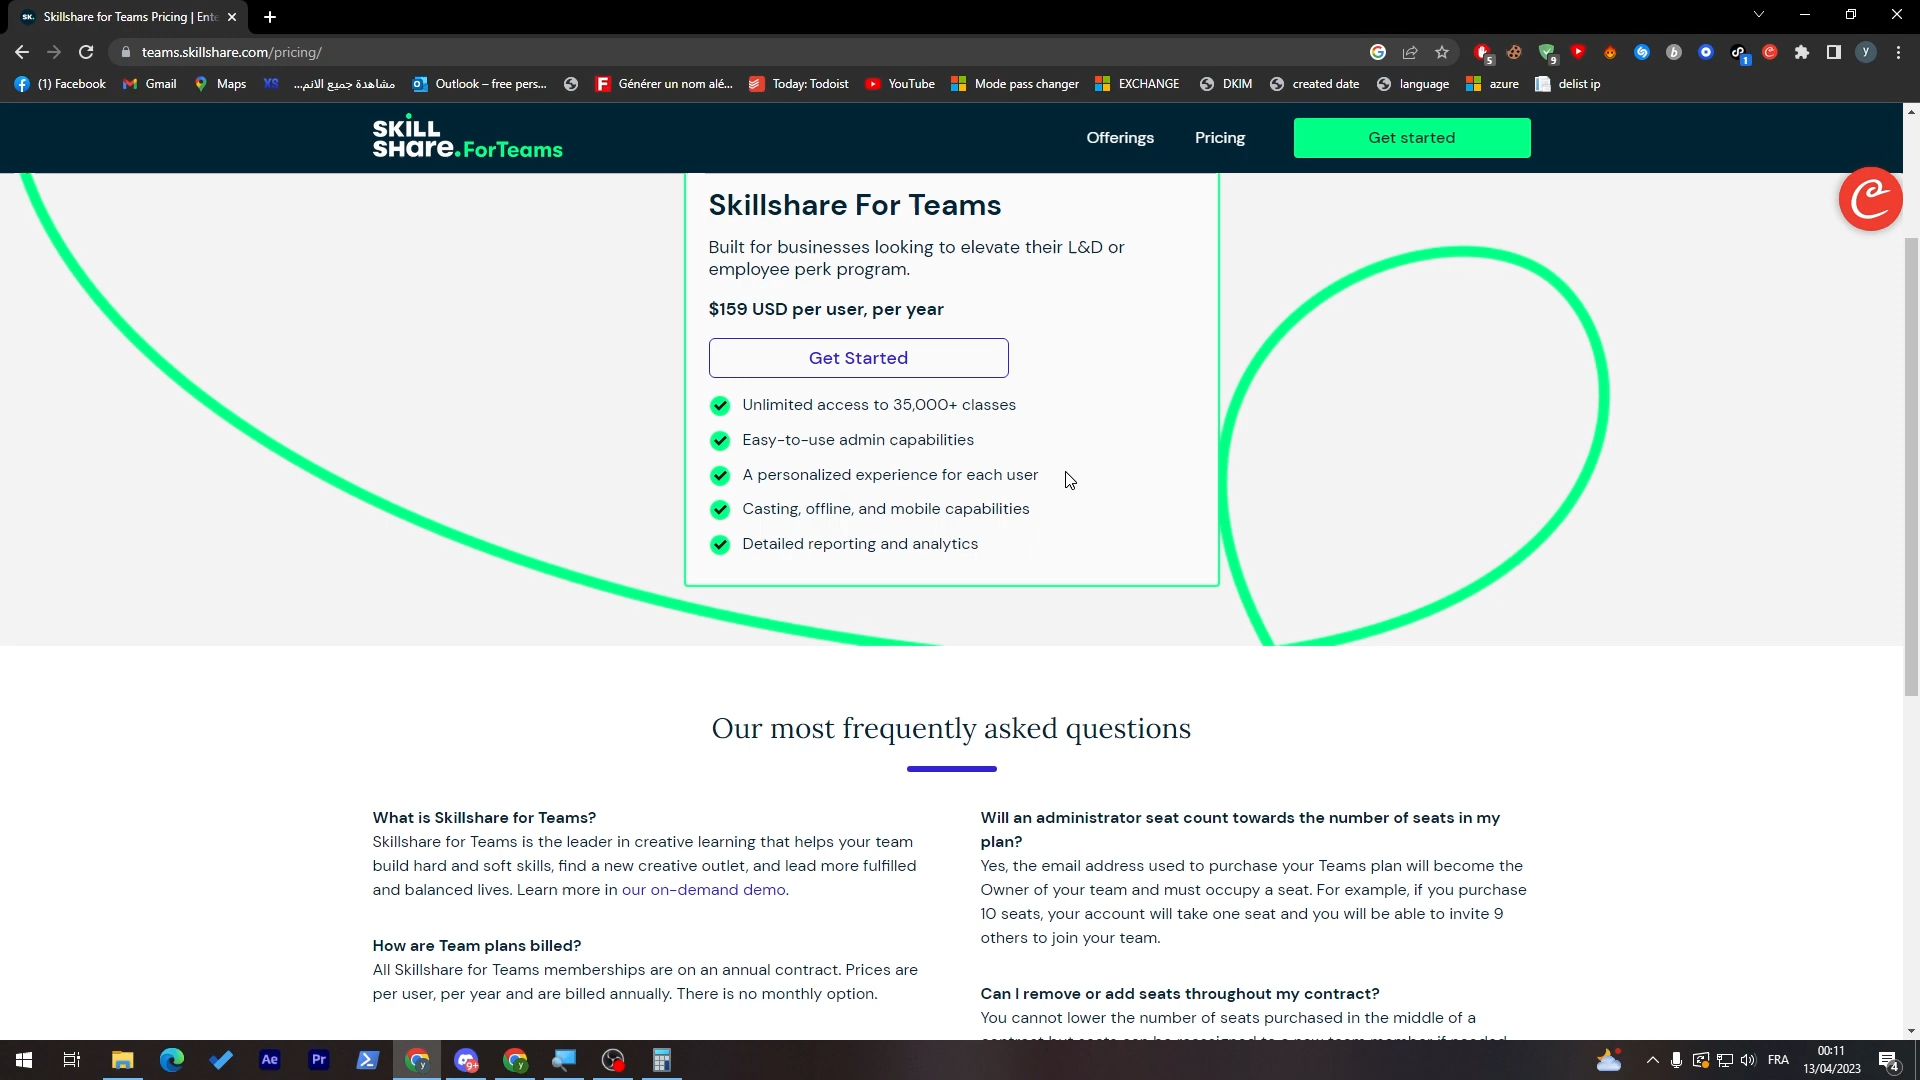 Skillshare for Teams Pricing | Ente
teams.skillshare.com/pricing/
5
9
1
y
(1) Facebook
Gmail
Maps
XS
مشاهدة جميع الانم...
Outlook – free pers...
Générer un nom alé...
Today: Todoist
YouTube
Mode pass changer
EXCHANGE
DKIM
created date
language
azure
delist ip
SKILL
SHARE.ForTeams
Offerings
Pricing
Get started
Skillshare For Teams
Built for businesses looking to elevate their L&D or
employee perk program.
$159 USD per user, per year
Get Started
Unlimited access to 35,000+ classes
Easy-to-use admin capabilities
A personalized experience for each user
Casting, offline, and mobile capabilities
Detailed reporting and analytics
Our most frequently asked questions
What is Skillshare for Teams?
Skillshare for Teams is the leader in creative learning that helps your team
build hard and soft skills, find a new creative outlet, and lead more fulfilled
and balanced lives. Learn more in our on-demand demo.
How are Team plans billed?
All Skillshare for Teams memberships are on an annual contract. Prices are
per user, per year and are billed annually. There is no monthly option.
Will an administrator seat count towards the number of seats in my
plan?
Yes, the email address used to purchase your Teams plan will become the
Owner of your team and must occupy a seat. For example, if you purchase
10 seats, your account will take one seat and you will be able to invite 9
others to join your team.
Can I remove or add seats throughout my contract?
You cannot lower the number of seats purchased in the middle of a
Ae
Pr
FRA
00:11
13/04/2023
4